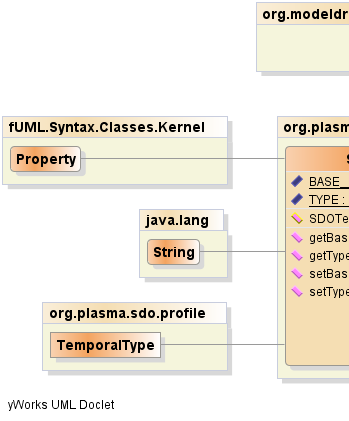 org.modeldr
fUML.Syntax.Classes.Kernel
org.plasm
Property
S
BASE_
TYPE :
java.lang
SDOTe
String
getBas
getType
setBas
setType
org.plasma.sdo.profile
TemporalType
yWorks UML Doclet